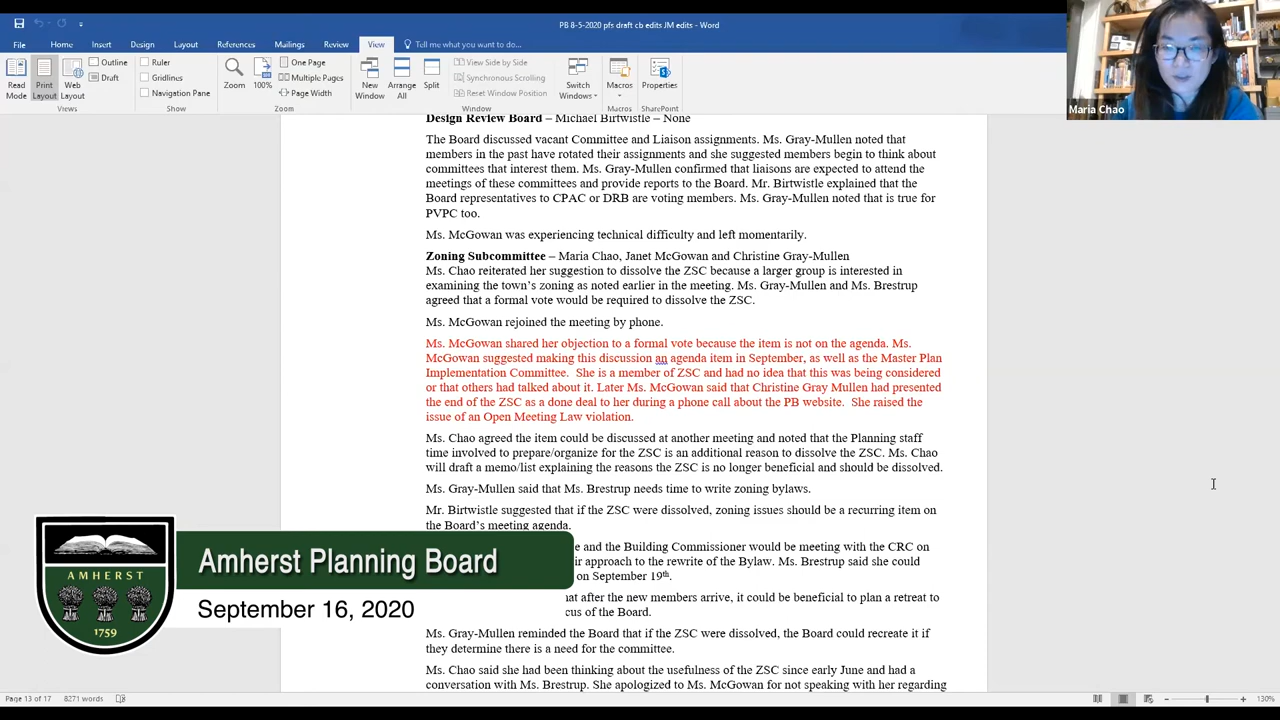 PB 8-5-2020 pfs draft cb edits JM edits - Word
File Home Insert Design Layout References Mailings Review View Tell me what you want to do...
Read Mode
Print Layout
Web Layout
Outline
Draft
Views
Ruler
Gridlines
Navigation Pane
Show
Zoom
100%
One Page
Multiple Pages
Page Width
Zoom
New Window
Arrange All
Split
View Side by Side
Synchronous Scrolling
Reset Window Position
Window
Switch Windows
Macros
Macros
Properties
SharePoint
Maria Chao
Design Review Board – Michael Birtwistle – None
The Board discussed vacant Committee and Liaison assignments. Ms. Gray-Mullen noted that
members in the past have rotated their assignments and she suggested members begin to think about
committees that interest them. Ms. Gray-Mullen confirmed that liaisons are expected to attend the
meetings of these committees and provide reports to the Board. Mr. Birtwistle explained that the
Board representatives to CPAC or DRB are voting members. Ms. Gray-Mullen noted that is true for
PVPC too.
Ms. McGowan was experiencing technical difficulty and left momentarily.
Zoning Subcommittee – Maria Chao, Janet McGowan and Christine Gray-Mullen
Ms. Chao reiterated her suggestion to dissolve the ZSC because a larger group is interested in
examining the town's zoning as noted earlier in the meeting. Ms. Gray-Mullen and Ms. Brestrup
agreed that a formal vote would be required to dissolve the ZSC.
Ms. McGowan rejoined the meeting by phone.
Ms. McGowan shared her objection to a formal vote because the item is not on the agenda. Ms.
McGowan suggested making this discussion an agenda item in September, as well as the Master Plan
Implementation Committee. She is a member of ZSC and had no idea that this was being considered
or that others had talked about it. Later Ms. McGowan said that Christine Gray Mullen had presented
the end of the ZSC as a done deal to her during a phone call about the PB website. She raised the
issue of an Open Meeting Law violation.
Ms. Chao agreed the item could be discussed at another meeting and noted that the Planning staff
time involved to prepare/organize for the ZSC is an additional reason to dissolve the ZSC. Ms. Chao
will draft a memo/list explaining the reasons the ZSC is no longer beneficial and should be dissolved.
Ms. Gray-Mullen said that Ms. Brestrup needs time to write zoning bylaws.
Mr. Birtwistle suggested that if the ZSC were dissolved, zoning issues should be a recurring item on
the Board's meeting agenda.
e and the Building Commissioner would be meeting with the CRC on
ir approach to the rewrite of the Bylaw. Ms. Brestrup said she could
on September 19th.
hat after the new members arrive, it could be beneficial to plan a retreat to
cus of the Board.
Ms. Gray-Mullen reminded the Board that if the ZSC were dissolved, the Board could recreate it if
they determine there is a need for the committee.
Ms. Chao said she had been thinking about the usefulness of the ZSC since early June and had a
conversation with Ms. Brestrup. She apologized to Ms. McGowan for not speaking with her regarding
AMHERST
1759
Amherst Planning Board
September 16, 2020
Page 13 of 17 8271 words
130%